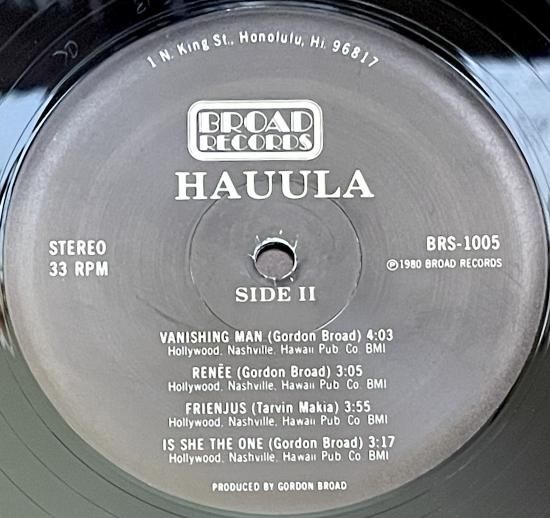 1 N. King St., Honolulu, Hi. 96817
BROAD
RECORDS
HAUULA
STEREO
33 RPM
BRS-1005
℗1980 BROAD RECORDS
SIDE II
VANISHING MAN (Gordon Broad) 4:03
Hollywood, Nashville, Hawaii Pub. Co. BMI
RENËE (Gordon Broad) 3:05
Hollywood, Nashville, Hawaii Pub. Co. BMI
FRIENJUS (Tarvin Makia) 3:55
Hollywood, Nashville, Hawaii Pub. Co. BMI
IS SHE THE ONE (Gordon Broad) 3:17
Hollywood, Nashville, Hawaii Pub. Co. BMI
PRODUCED BY GORDON BROAD